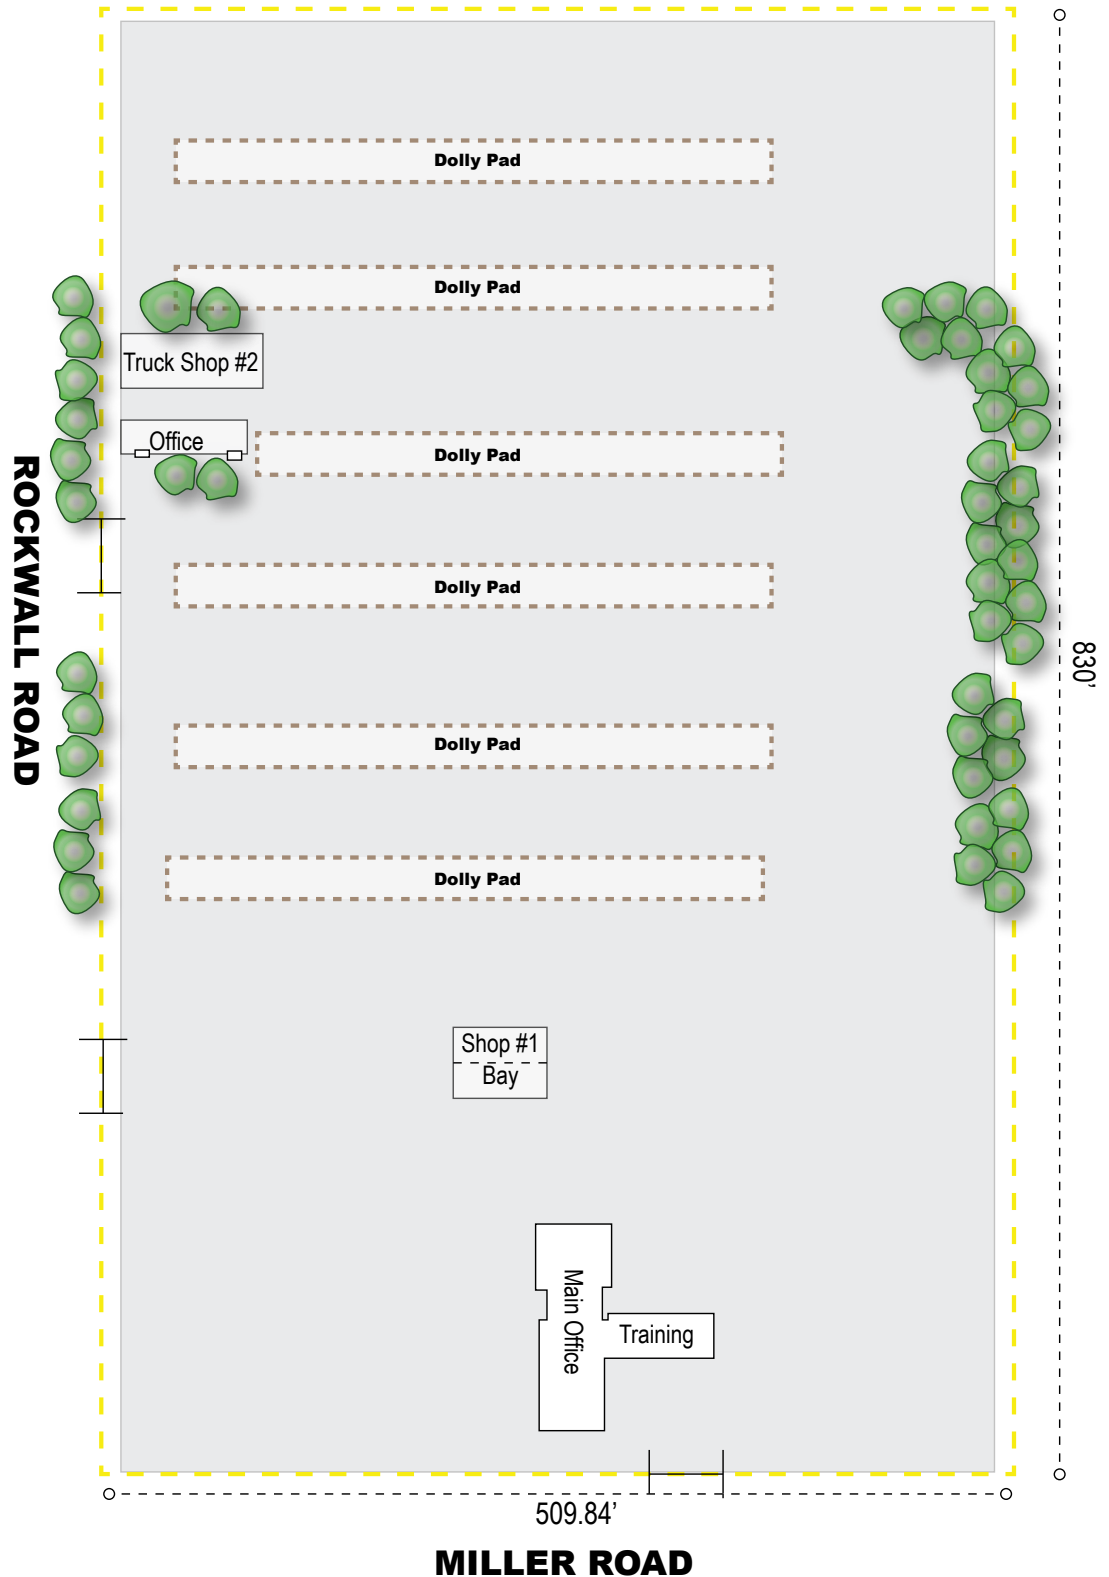 Dolly Pad
Dolly Pad
Truck Shop #2
Office
Dolly Pad
ROCKWALL ROAD
Dolly Pad
830’
Dolly Pad
Dolly Pad
Shop #1
Bay
Main Office
Training
509.84’
MILLER ROAD